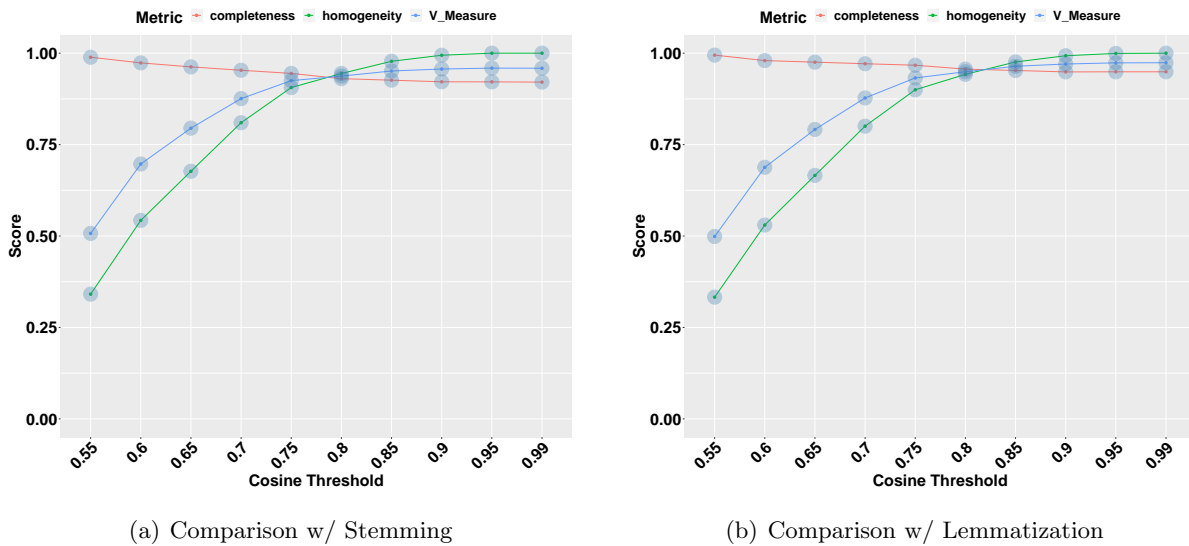 Metric completeness homogeneity V_Measure
1.00
0.75
0.50
0.25
0.00
Score
0.55 0.6 0.65 0.7 0.75 0.8 0.85 0.9 0.95 0.99
Cosine Threshold
(a) Comparison w/ Stemming
Metric completeness homogeneity V_Measure
1.00
0.75
0.50
0.25
0.00
Score
0.55 0.6 0.65 0.7 0.75 0.8 0.85 0.9 0.95 0.99
Cosine Threshold
(b) Comparison w/ Lemmatization